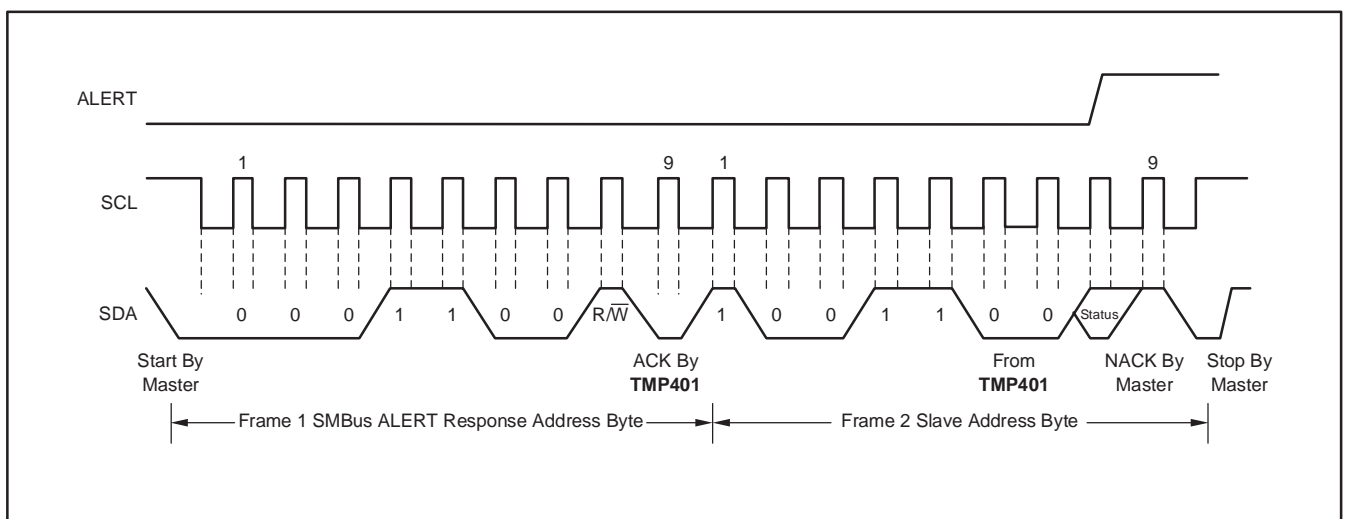 ALERT
1 9 1 9
SCL
SDA 0 0 0 1 1 0 0 R/W̅ 1 0 0 1 1 0 0 Status
Start By ACK By From NACK By Stop By
Master TMP401 TMP401 Master Master
Frame 1 SMBus ALERT Response Address Byte Frame 2 Slave Address Byte